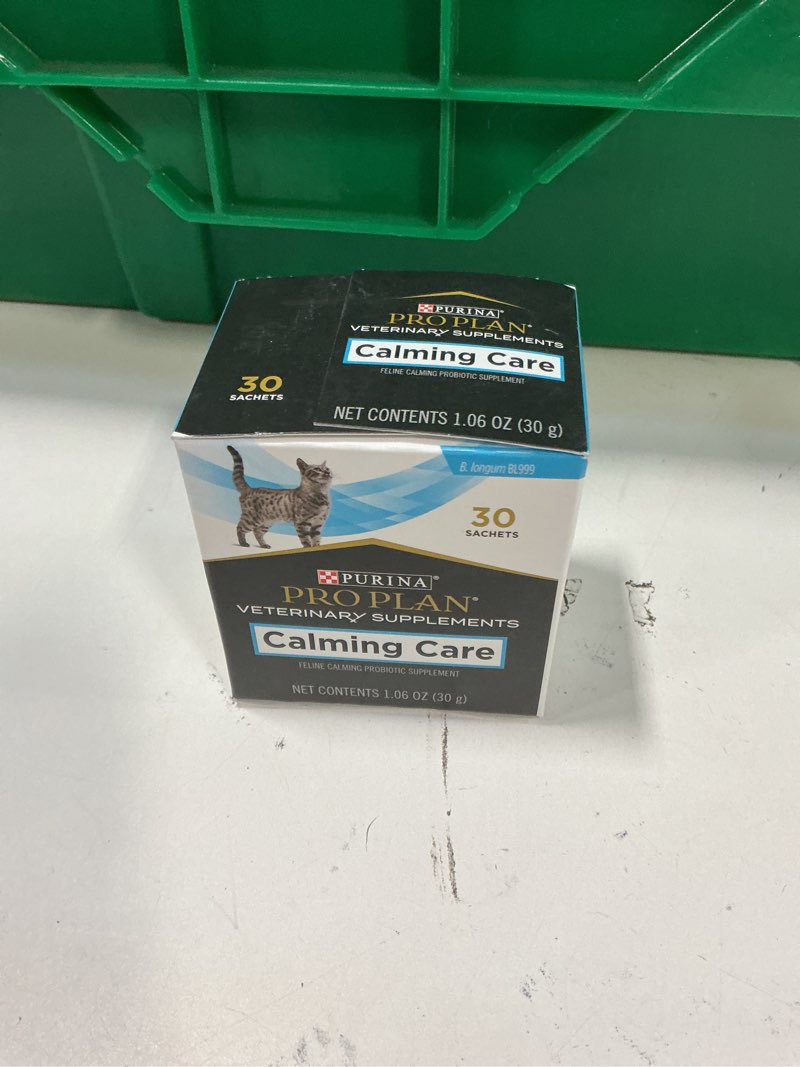 PURINA®
PRO PLAN®
VETERINARY SUPPLEMENTS
Calming Care
FELINE CALMING PROBIOTIC SUPPLEMENT
30
SACHETS
NET CONTENTS 1.06 OZ (30 g)
B. longum BL999
30
SACHETS
PURINA®
PRO PLAN®
VETERINARY SUPPLEMENTS
Calming Care
FELINE CALMING PROBIOTIC SUPPLEMENT
NET CONTENTS 1.06 OZ (30 g)